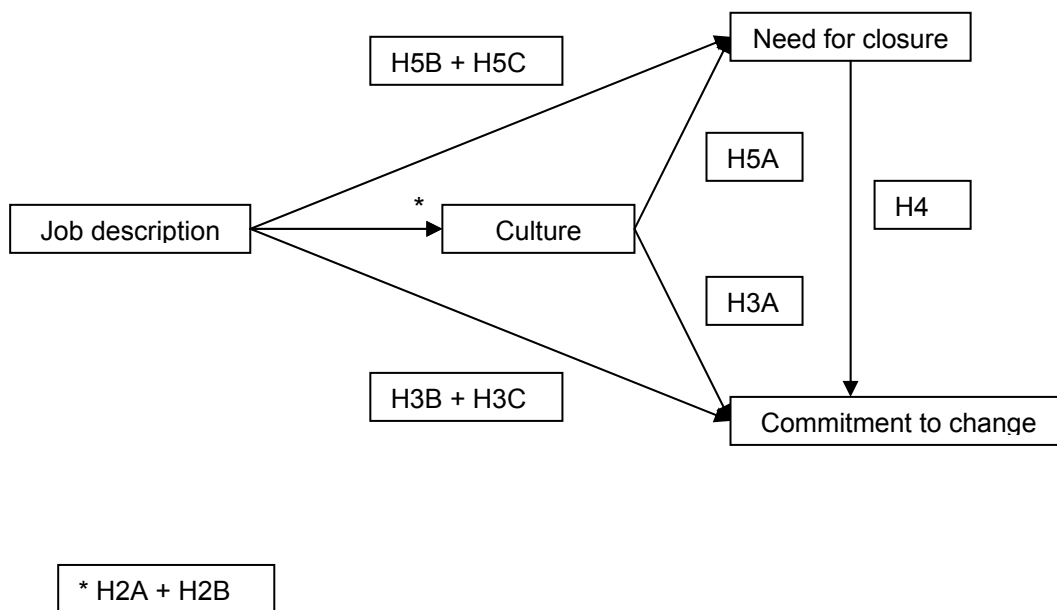 Need for closure
H5B + H5C
H5A
H4
*
Job description
Culture
H3A
H3B + H3C
Commitment to change
* H2A + H2B